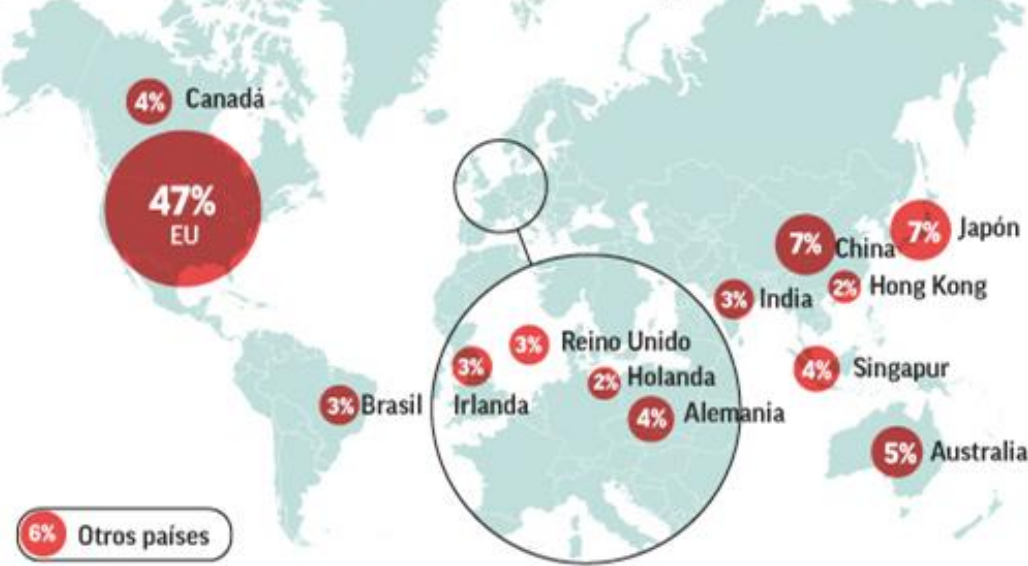 4% Canadá
47%
EU
7% China
7% Japón
2% Hong Kong
3% India
4% Singapur
5% Australia
3% Brasil
3% Reino Unido
3% Irlanda
2% Holanda
4% Alemania
6% Otros países